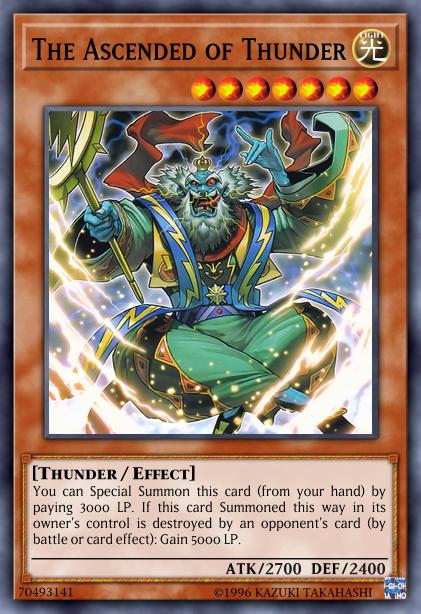 THE ASCENDED OF THUNDER
LIGHT
光
[THUNDER / EFFECT]
You can Special Summon this card (from your hand) by
paying 3000 LP. If this card Summoned this way in its
owner's control is destroyed by an opponent's card (by
battle or card effect): Gain 5000 LP.
ATK/2700 DEF/2400
70493141
©1996 KAZUKI TAKAHASHI